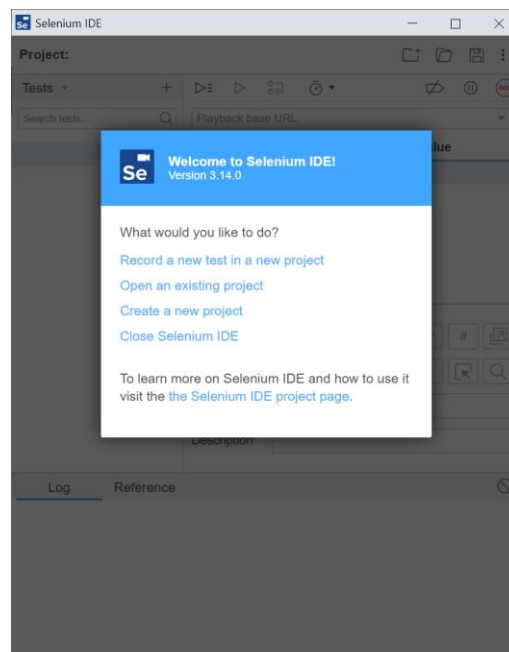 Se Selenium IDE
Project:
Tests
Search tests...
Playback base URL
lue
Se
Welcome to Selenium IDE!
Version 3.14.0
What would you like to do?
Record a new test in a new project
Open an existing project
Create a new project
Close Selenium IDE
To learn more on Selenium IDE and how to use it
visit the the Selenium IDE project page.
//
Description
Log Reference